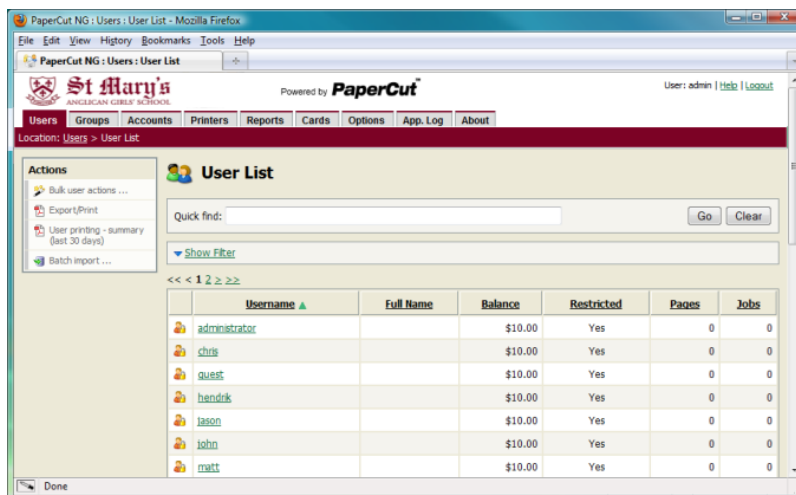 PaperCut NG : Users : User List - Mozilla Firefox
File Edit View History Bookmarks Tools Help
PaperCut NG : Users : User List
St Mary's
ANGLICAN GIRLS' SCHOOL
Powered by PaperCut™
User: admin | Help | Logout
Users Groups Accounts Printers Reports Cards Options App. Log About
Location: Users > User List
Actions
Bulk user actions ...
Export/Print
User printing - summary
(last 30 days)
Batch import ...
User List
Quick find: Go Clear
Show Filter
<< < 1 2 > >>
Username Full Name Balance Restricted Pages Jobs
administrator $10.00 Yes 0 0
chris $10.00 Yes 0 0
guest $10.00 Yes 0 0
hendrik $10.00 Yes 0 0
jason $10.00 Yes 0 0
john $10.00 Yes 0 0
matt $10.00 Yes 0 0
Done